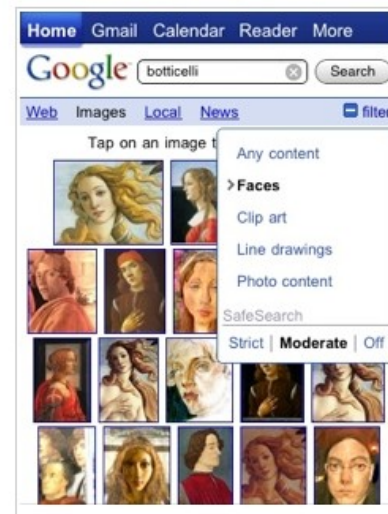 Home Gmail Calendar Reader More
Google botticelli Search
Web Images Local News filter
Tap on an image t
Any content
Faces
Clip art
Line drawings
Photo content
SafeSearch
Strict | Moderate | Off